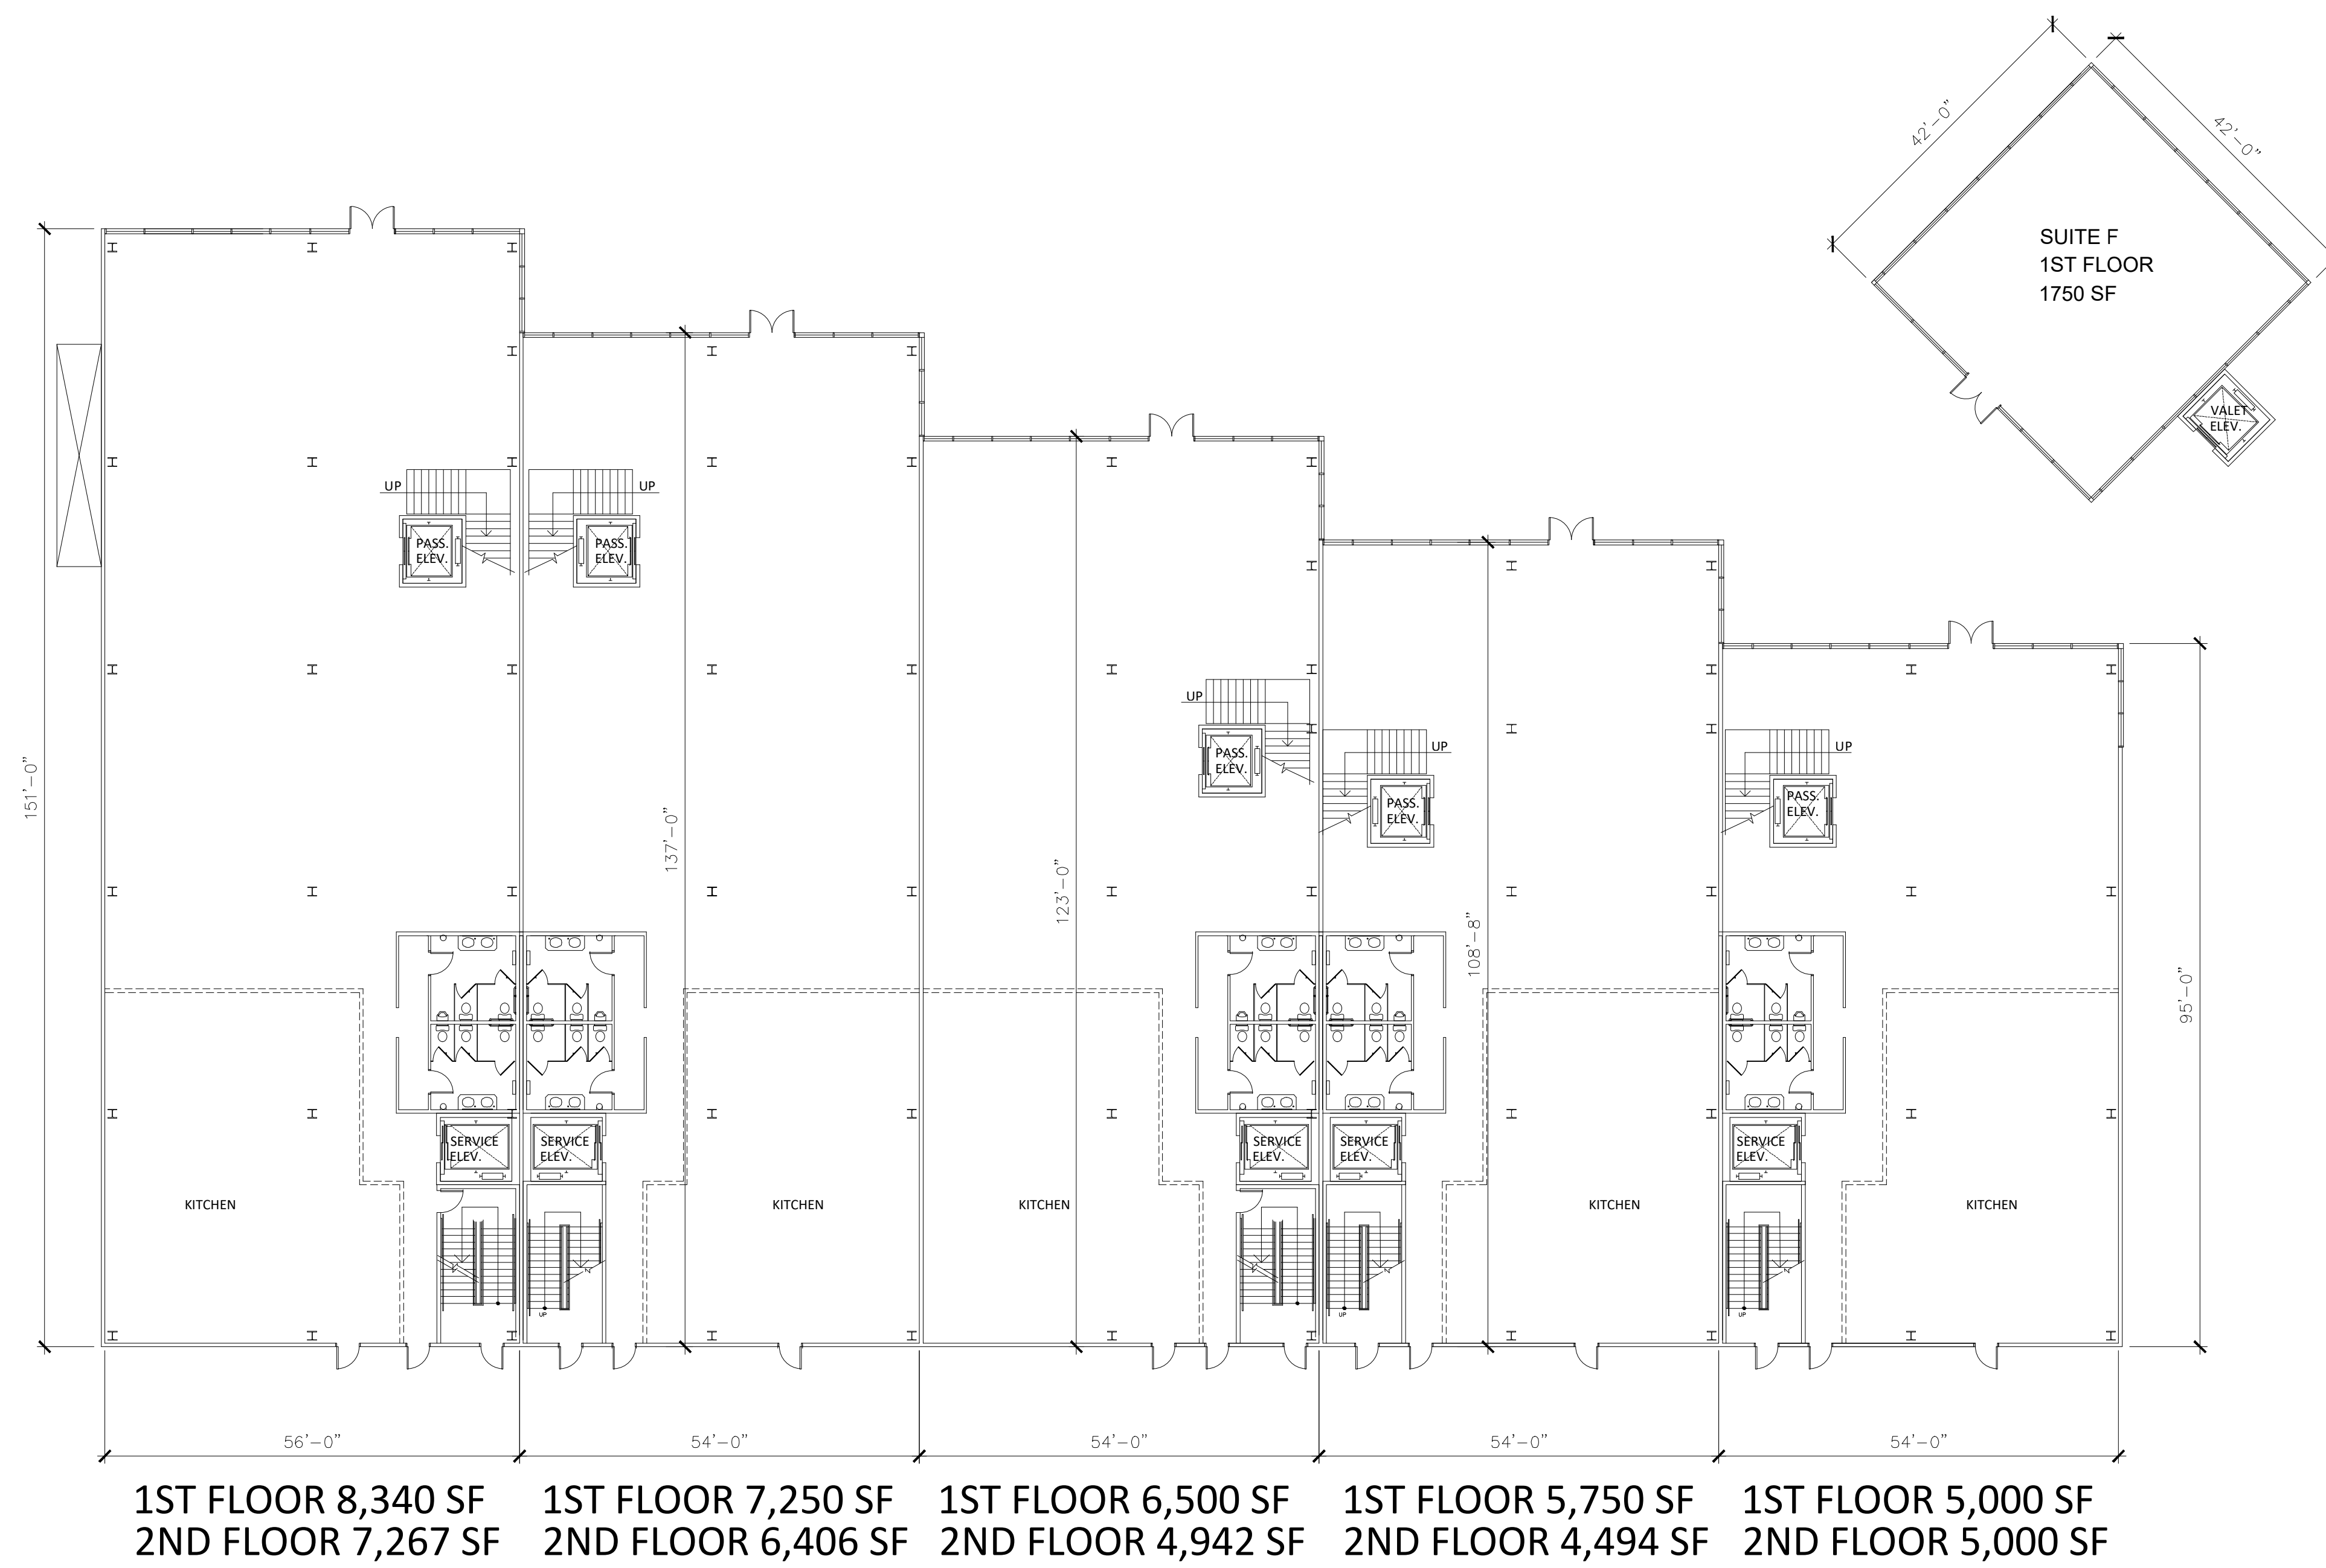 42'-0"
42'-0"
SUITE F
1ST FLOOR
1750 SF
VALET
ELEV.
UP
UP
PASS.
ELEV.
PASS.
ELEV.
UP
PASS.
ELEV.
UP
PASS.
ELEV.
UP
PASS.
ELEV.
151'-0"
137'-0"
123'-0"
108'-8"
95'-0"
SERVICE
ELEV.
SERVICE
ELEV.
SERVICE
ELEV.
SERVICE
ELEV.
SERVICE
ELEV.
KITCHEN
KITCHEN
KITCHEN
KITCHEN
KITCHEN
UP
UP
UP
56'-0"
54'-0"
54'-0"
54'-0"
54'-0"
1ST FLOOR 8,340 SF
2ND FLOOR 7,267 SF
1ST FLOOR 7,250 SF
2ND FLOOR 6,406 SF
1ST FLOOR 6,500 SF
2ND FLOOR 4,942 SF
1ST FLOOR 5,750 SF
2ND FLOOR 4,494 SF
1ST FLOOR 5,000 SF
2ND FLOOR 5,000 SF